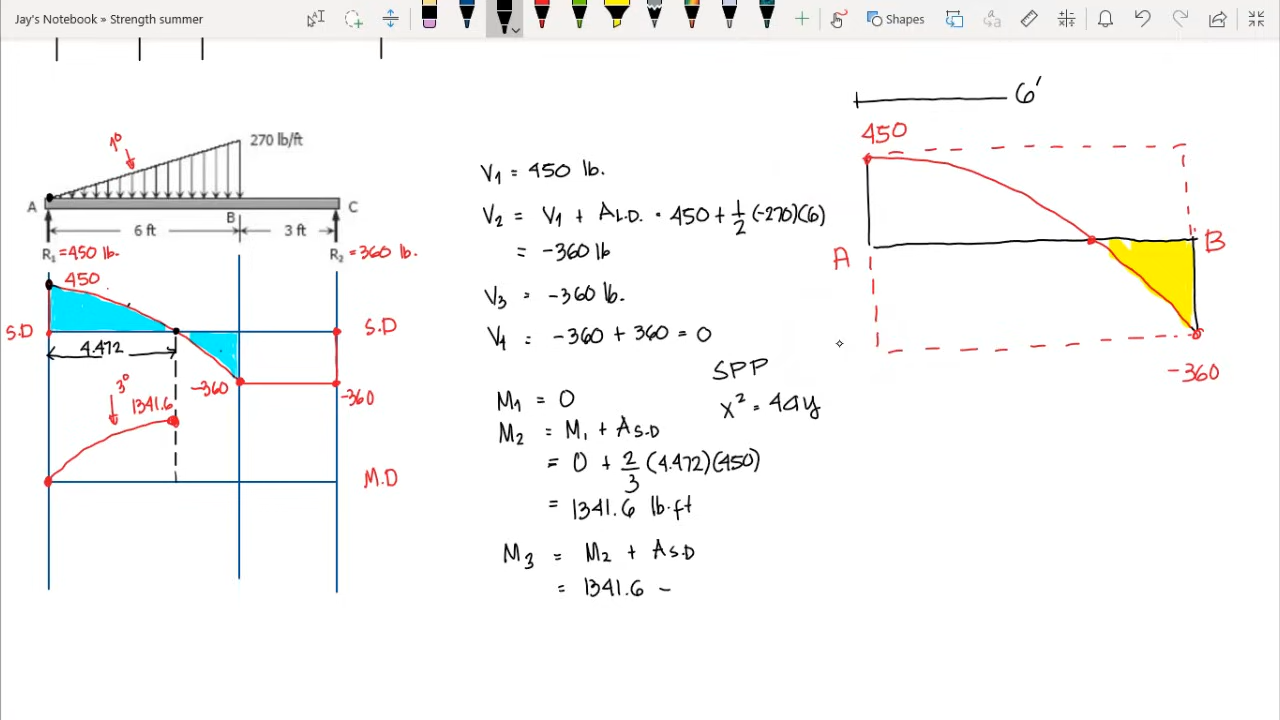 Jay's Notebook » Strength summer
Shapes
1°
270 lb/ft
A
B
C
6 ft
3 ft
R₁ =450 lb.
R₂ =360 lb.
450
S.D
S.D
4.472
-360
-360
3°
1341.6
M.D
V₁ = 450 lb.
V₂ = V₁ + A L.D. · 450 + 1/2 (-270)(6)
= -360 lb
V₃ = -360 lb.
V₄ = -360 + 360 = 0
SPP
x² = 4ay
M₁ = 0
M₂ = M₁ + A S.D
= 0 + 2/3 (4.472)(450)
= 1341.6 lb.ft
M₃ = M₂ + A S.D
= 1341.6 -
6'
450
A
B
-360